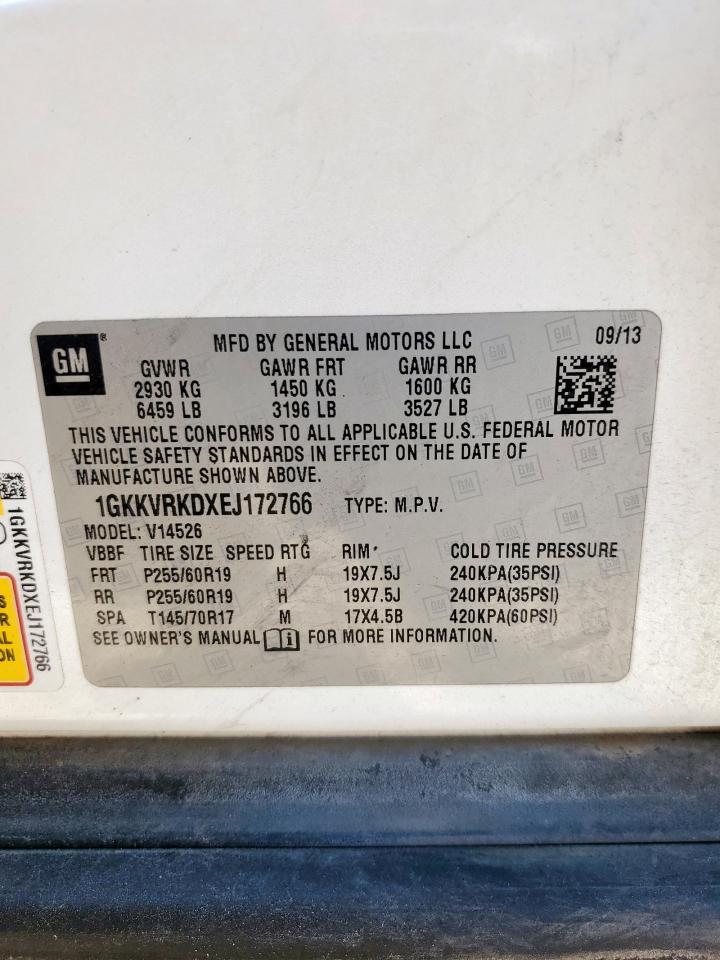 GM ®
MFD BY GENERAL MOTORS LLC 09/13
GVWR GAWR FRT GAWR RR
2930 KG 1450 KG 1600 KG
6459 LB 3196 LB 3527 LB
THIS VEHICLE CONFORMS TO ALL APPLICABLE U.S. FEDERAL MOTOR
VEHICLE SAFETY STANDARDS IN EFFECT ON THE DATE OF
MANUFACTURE SHOWN ABOVE.
1GKKVRKDXEJ172766 TYPE: M.P.V.
MODEL: V14526
VBBF TIRE SIZE SPEED RTG RIM COLD TIRE PRESSURE
FRT P255/60R19 H 19X7.5J 240KPA(35PSI)
RR P255/60R19 H 19X7.5J 240KPA(35PSI)
SPA T145/70R17 M 17X4.5B 420KPA(60PSI)
SEE OWNER'S MANUAL FOR MORE INFORMATION.
1GKKVRKDXEJ172766